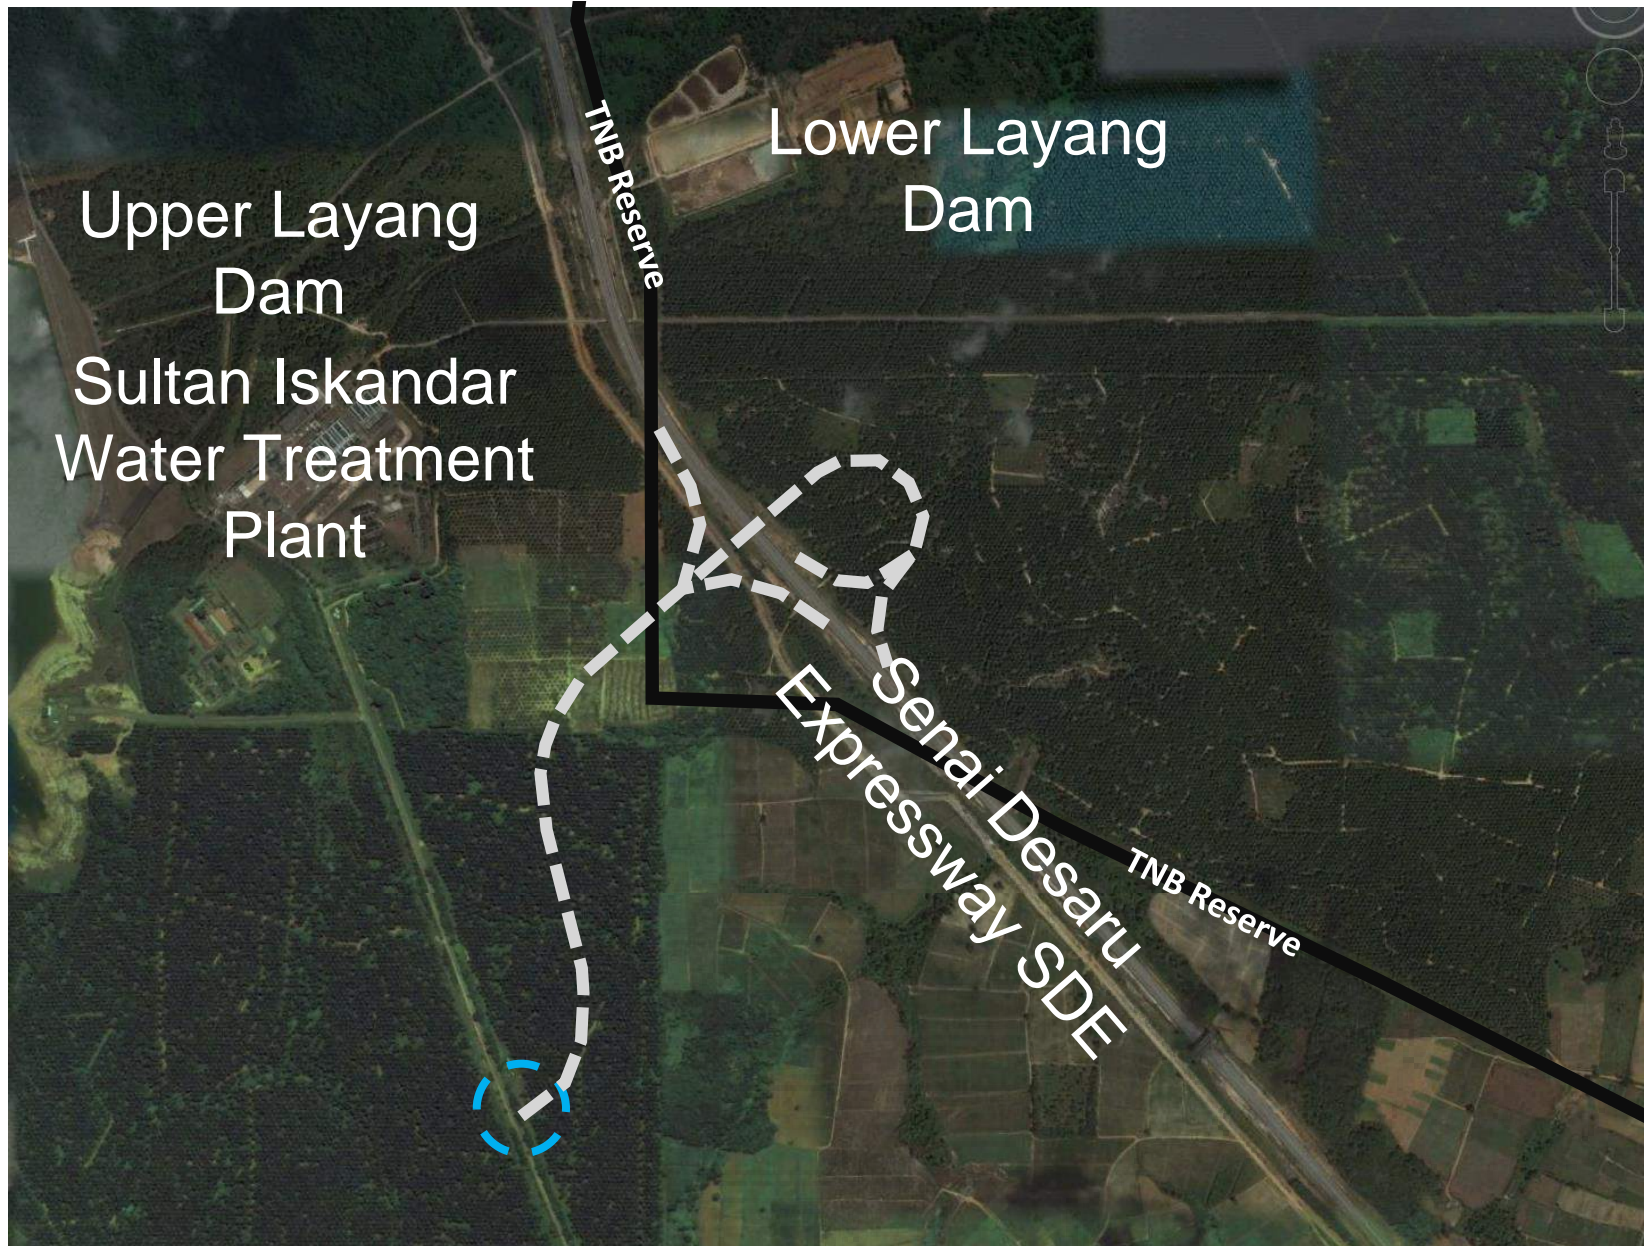 TNB Reserve
Lower Layang
Dam
Upper Layang
Dam
Sultan Iskandar
Water Treatment
Plant
Senai Desaru
Expressway SDE
TNB Reserve